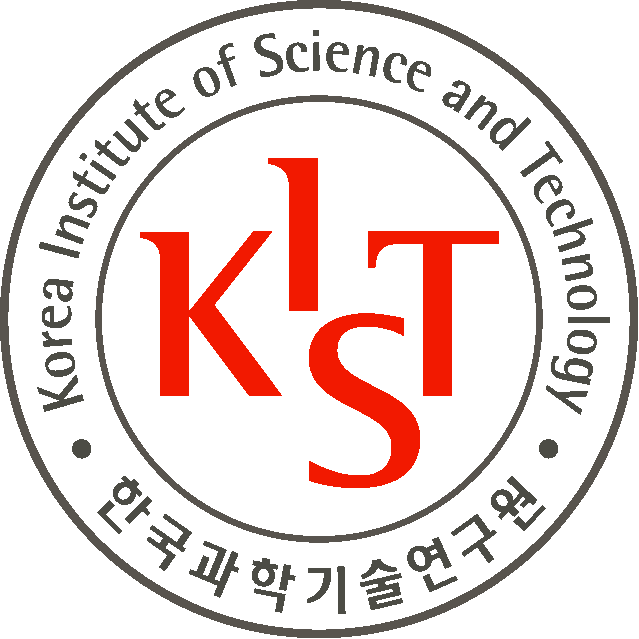 Korea Institute of Science and Technology
KIST
한국과학기술연구원